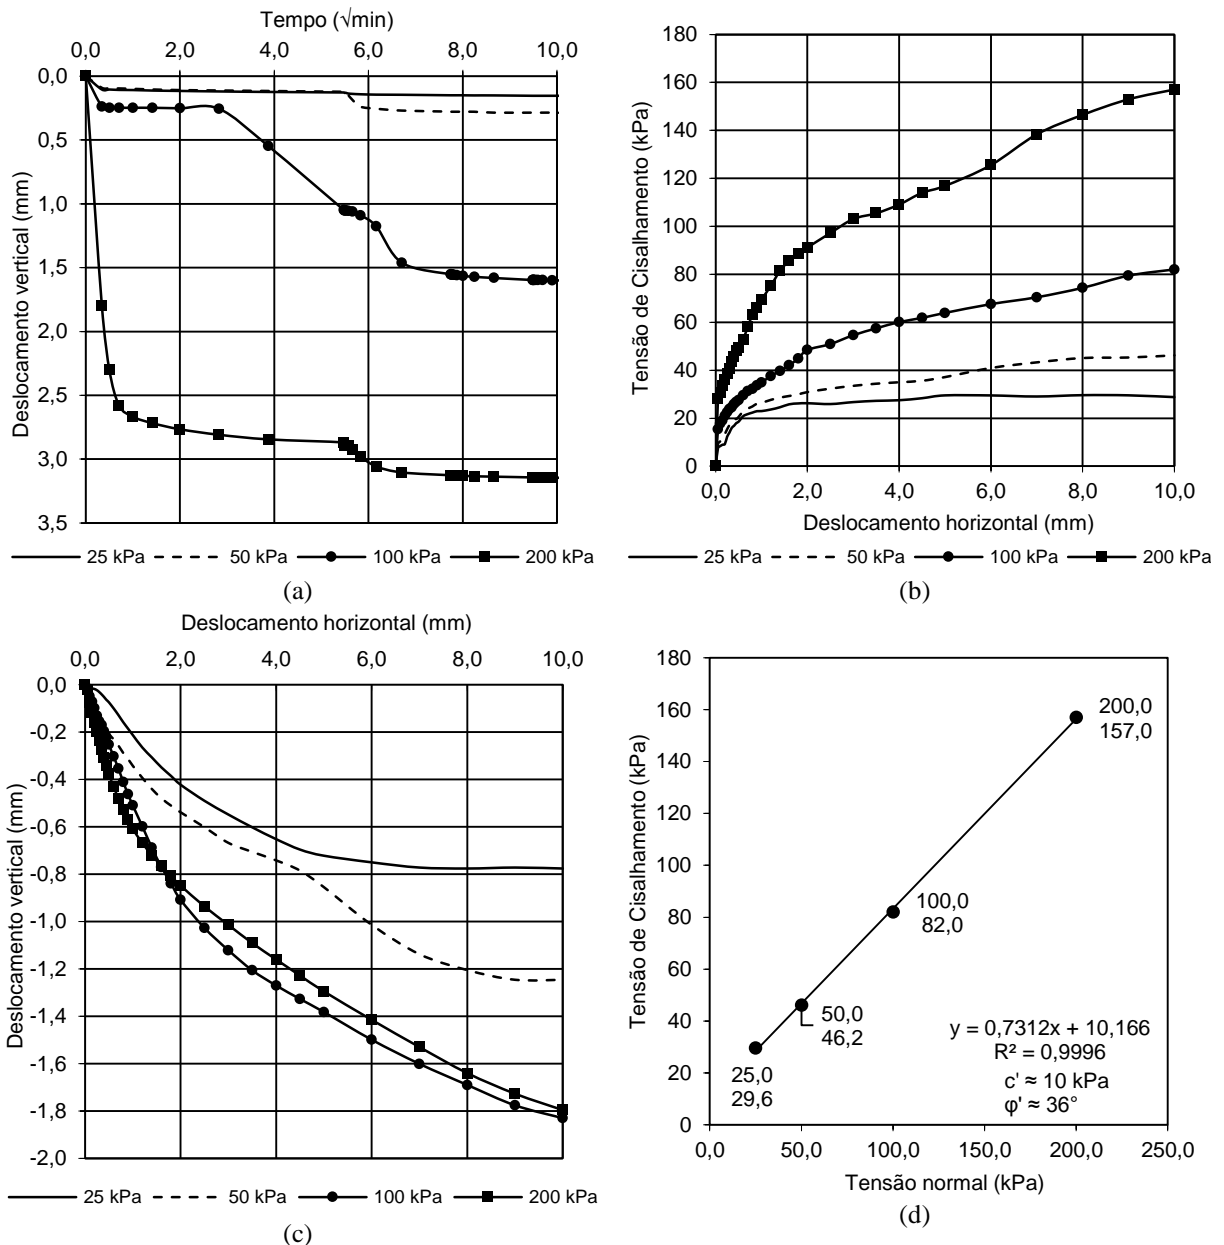 Tempo (√min)
0,0 2,0 4,0 6,0 8,0 10,0
0,0
0,5
1,0
1,5
2,0
2,5
3,0
3,5
Deslocamento vertical (mm)
25 kPa 50 kPa 100 kPa 200 kPa
(a)
180
160
140
120
100
80
60
40
20
0
Tensão de Cisalhamento (kPa)
0,0 2,0 4,0 6,0 8,0 10,0
Deslocamento horizontal (mm)
25 kPa 50 kPa 100 kPa 200 kPa
(b)
Deslocamento horizontal (mm)
0,0 2,0 4,0 6,0 8,0 10,0
0,0
-0,2
-0,4
-0,6
-0,8
-1,0
-1,2
-1,4
-1,6
-1,8
-2,0
Deslocamento vertical (mm)
25 kPa 50 kPa 100 kPa 200 kPa
(c)
180
160
140
120
100
80
60
40
20
0
Tensão de Cisalhamento (kPa)
200,0
157,0
100,0
82,0
50,0
46,2
25,0
29,6
y = 0,7312x + 10,166
R² = 0,9996
c' ≈ 10 kPa
φ' ≈ 36°
0,0 50,0 100,0 150,0 200,0 250,0
Tensão normal (kPa)
(d)